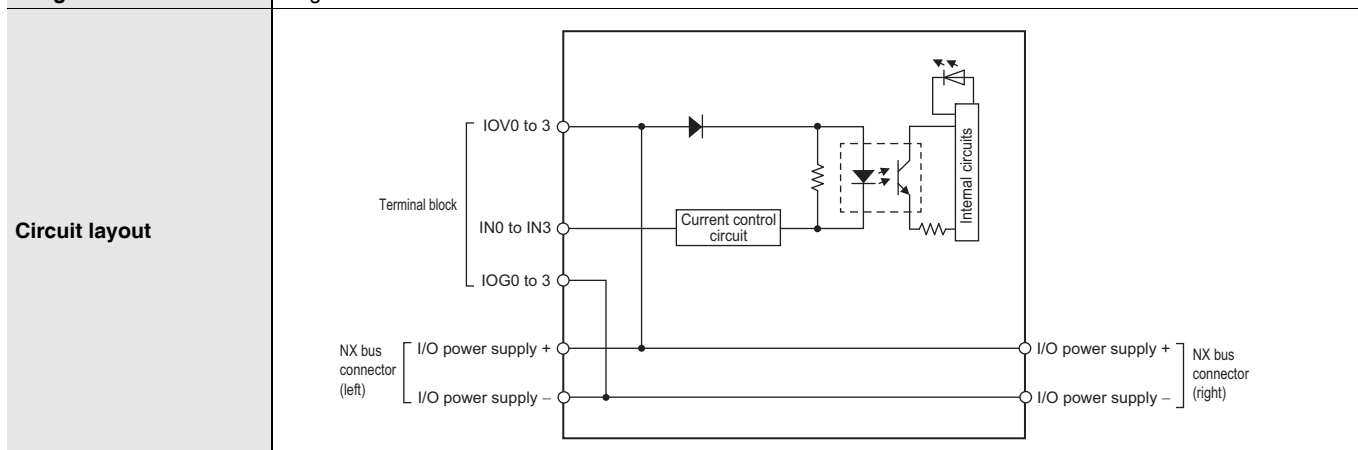 Circuit layout
Terminal block
IOV0 to 3
IN0 to IN3
IOG0 to 3
Current control
circuit
Internal circuits
NX bus
connector
(left)
I/O power supply +
I/O power supply –
I/O power supply +
I/O power supply –
NX bus
connector
(right)